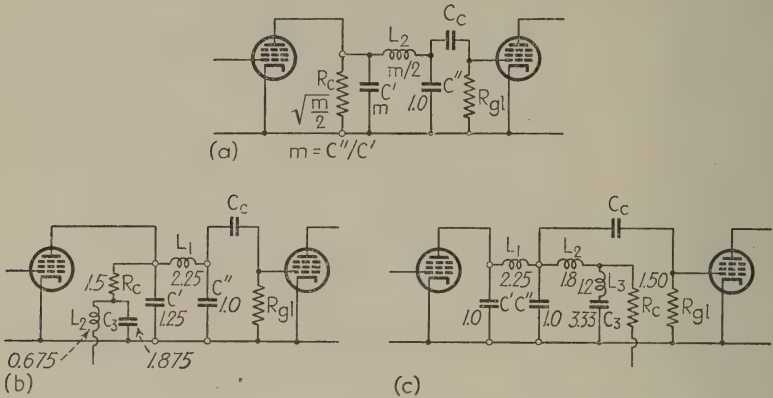 C_c
L_2
m/2
R_c
√m/2
C'
m
C''
1.0
R_gl
(a)
m = C''/C'
C_c
L_1
2.25
1.5
R_c
C'
1.25
C''
1.0
R_gl
L_2
C_3
0.675
1.875
(b)
C_c
L_1
2.25
L_2
1.8
1.2
L_3
1.50
C'
C''
1.0
1.0
3.33
C_3
R_c
R_gl
(c)